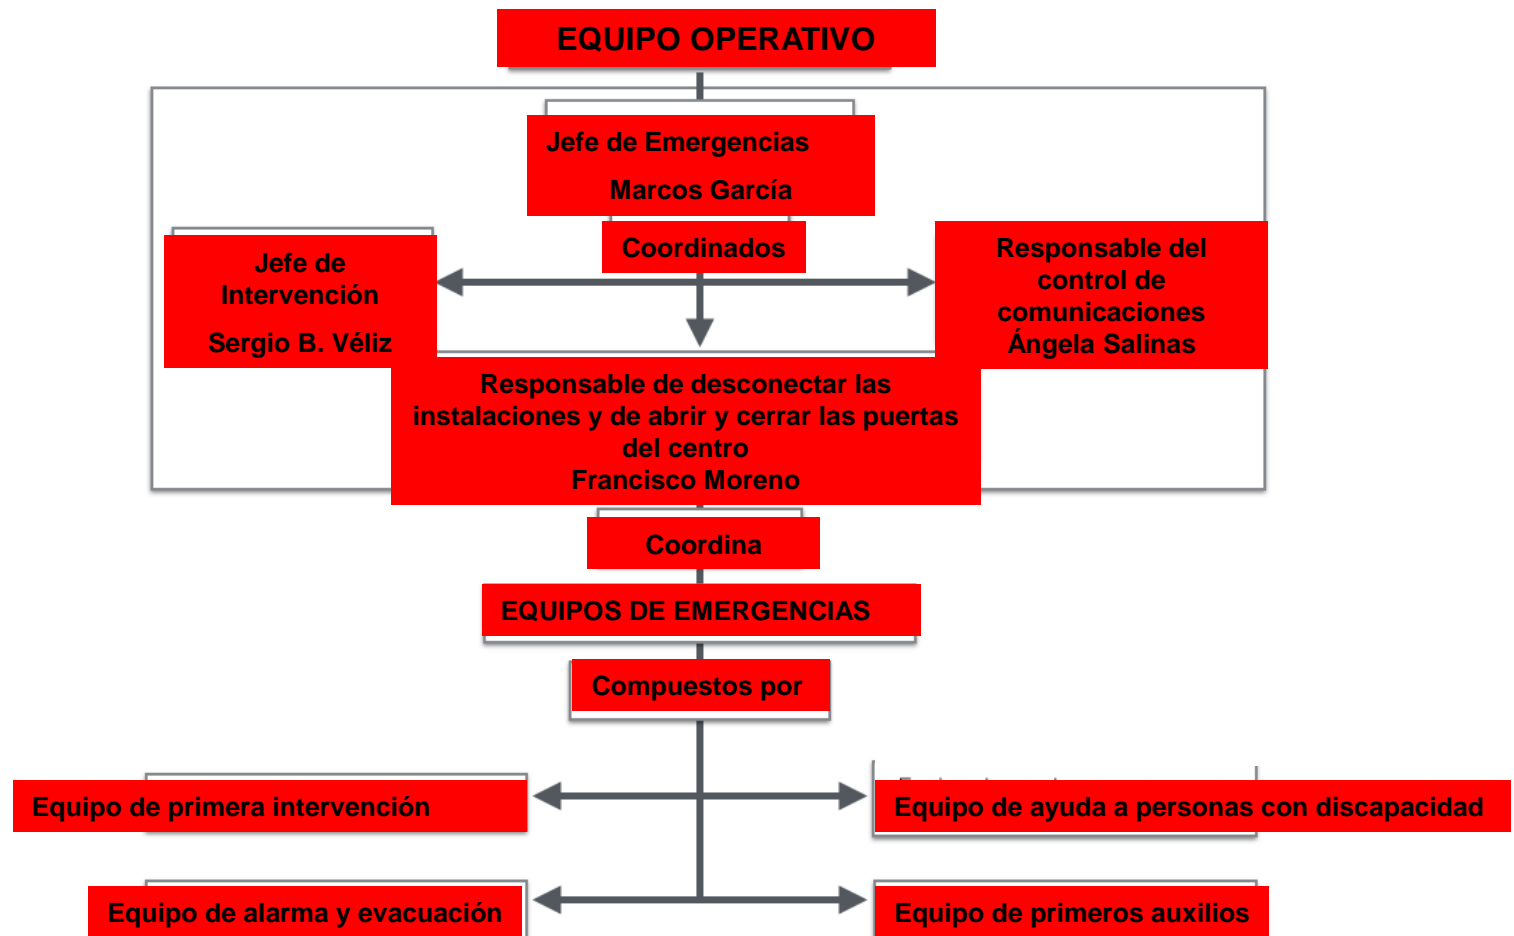 EQUIPO OPERATIVO
Jefe de Emergencias
Marcos García
Coordinados
Jefe de
Intervención
Sergio B. Véliz
Responsable del
control de
comunicaciones
Ángela Salinas
Responsable de desconectar las
instalaciones y de abrir y cerrar las puertas
del centro
Francisco Moreno
Coordina
EQUIPOS DE EMERGENCIAS
Compuestos por
Equipo de primera intervención
Equipo de ayuda a personas con discapacidad
Equipo de alarma y evacuación
Equipo de primeros auxilios